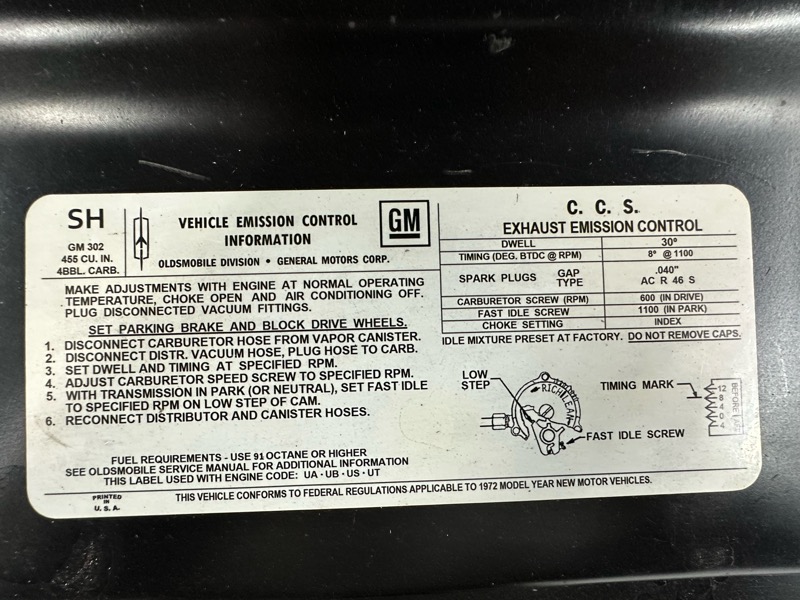 SH
GM 302
455 CU. IN.
4BBL. CARB.
VEHICLE EMISSION CONTROL
INFORMATION
OLDSMOBILE DIVISION • GENERAL MOTORS CORP.
GM
MAKE ADJUSTMENTS WITH ENGINE AT NORMAL OPERATING
TEMPERATURE, CHOKE OPEN AND AIR CONDITIONING OFF.
PLUG DISCONNECTED VACUUM FITTINGS.
SET PARKING BRAKE AND BLOCK DRIVE WHEELS.
1. DISCONNECT CARBURETOR HOSE FROM VAPOR CANISTER.
2. DISCONNECT DISTR. VACUUM HOSE, PLUG HOSE TO CARB.
3. SET DWELL AND TIMING AT SPECIFIED RPM.
4. ADJUST CARBURETOR SPEED SCREW TO SPECIFIED RPM.
5. WITH TRANSMISSION IN PARK (OR NEUTRAL), SET FAST IDLE
TO SPECIFIED RPM ON LOW STEP OF CAM.
6. RECONNECT DISTRIBUTOR AND CANISTER HOSES.
FUEL REQUIREMENTS - USE 91 OCTANE OR HIGHER
SEE OLDSMOBILE SERVICE MANUAL FOR ADDITIONAL INFORMATION
THIS LABEL USED WITH ENGINE CODE: UA • UB • US • UT
C. C. S.
EXHAUST EMISSION CONTROL
DWELL 30º
TIMING (DEG. BTDC @ RPM) 8º @ 1100
SPARK PLUGS GAP .040"
TYPE AC R 46 S
CARBURETOR SCREW (RPM) 600 (IN DRIVE)
FAST IDLE SCREW 1100 (IN PARK)
CHOKE SETTING INDEX
IDLE MIXTURE PRESET AT FACTORY. DO NOT REMOVE CAPS.
LOW
STEP
RICH
LEAN
FAST IDLE SCREW
TIMING MARK
12
8
4
0
4
BEFORE
PRINTED
IN
U. S. A.
THIS VEHICLE CONFORMS TO FEDERAL REGULATIONS APPLICABLE TO 1972 MODEL YEAR NEW MOTOR VEHICLES.